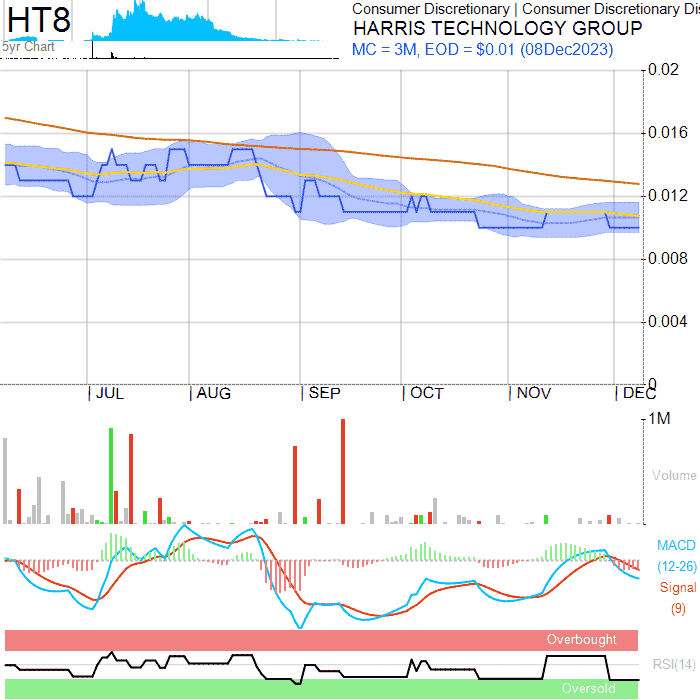 HT8
5yr Chart
Consumer Discretionary | Consumer Discretionary Dis
HARRIS TECHNOLOGY GROUP
MC = 3M, EOD = $0.01 (08Dec2023)
0.02
0.016
0.012
0.008
0.004
0
JUL AUG SEP OCT NOV DEC
1M
Volume
MACD
(12-26)
Signal
(9)
Overbought
RSI(14)
Oversold